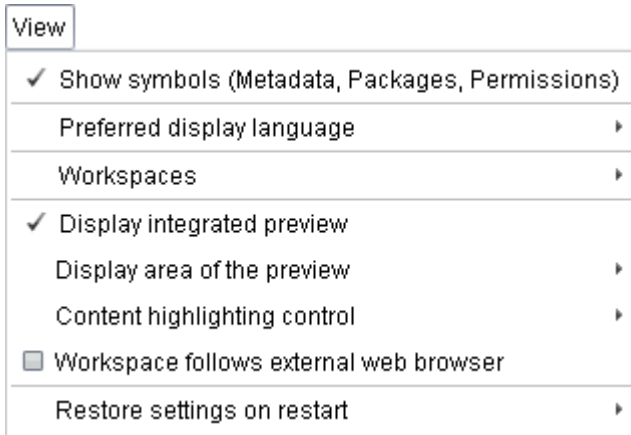 View
Show symbols (Metadata, Packages, Permissions)
Preferred display language
Workspaces
Display integrated preview
Display area of the preview
Content highlighting control
Workspace follows external web browser
Restore settings on restart